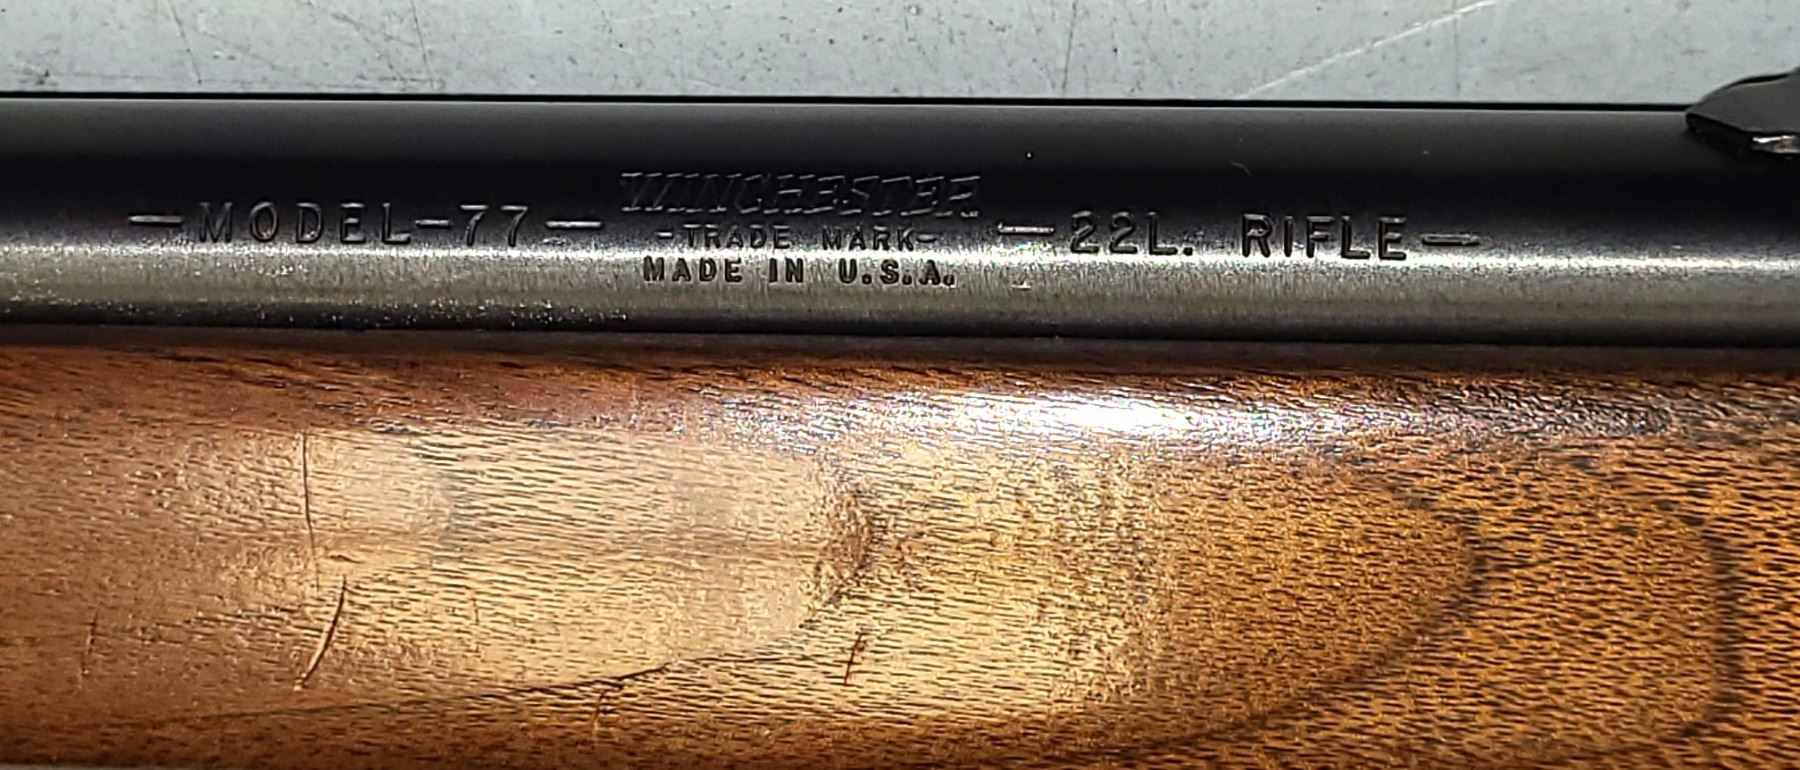 —MODEL-77— WINCHESTER —22L. RIFLE—
-TRADE MARK-
MADE IN U.S.A.